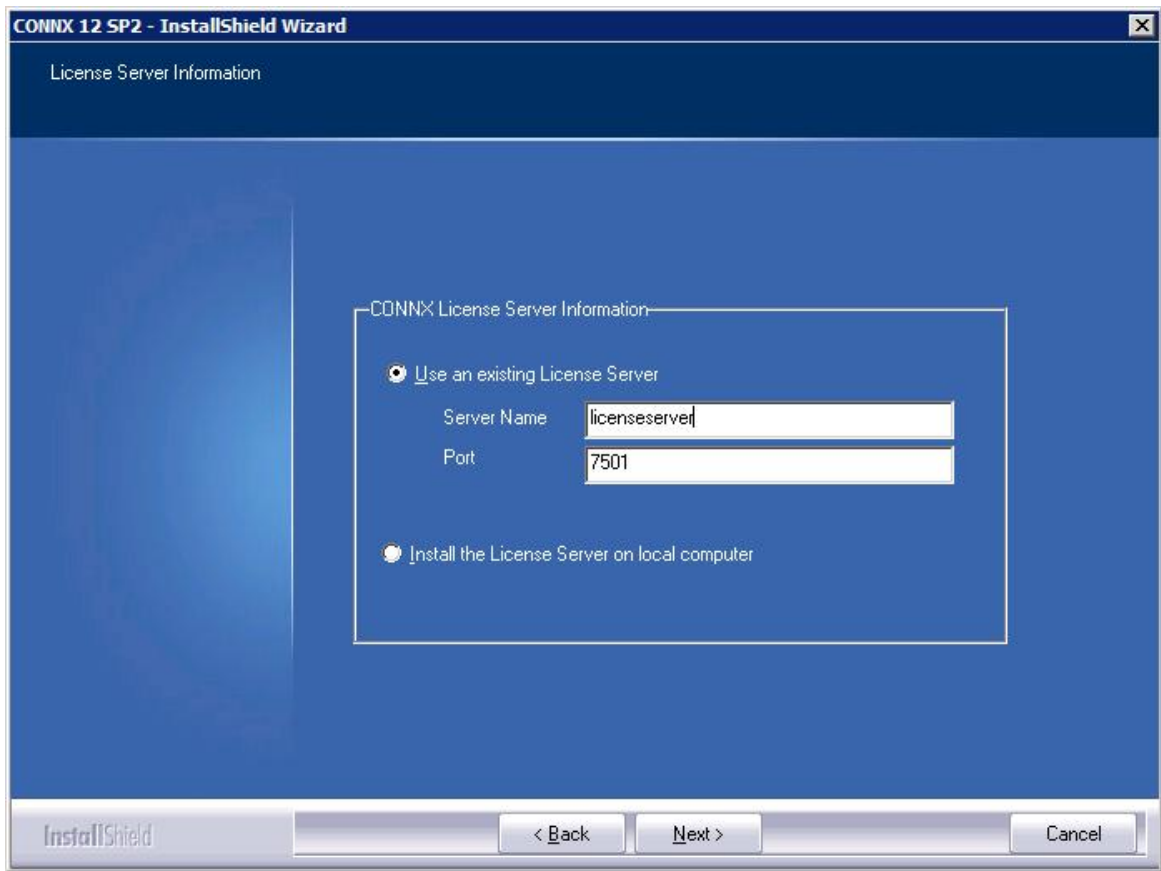 CONNX 12 SP2 - InstallShield Wizard
License Server Information
CONNX License Server Information
Use an existing License Server
Server Name licenseserver
Port 7501
Install the License Server on local computer
InstallShield < Back Next > Cancel